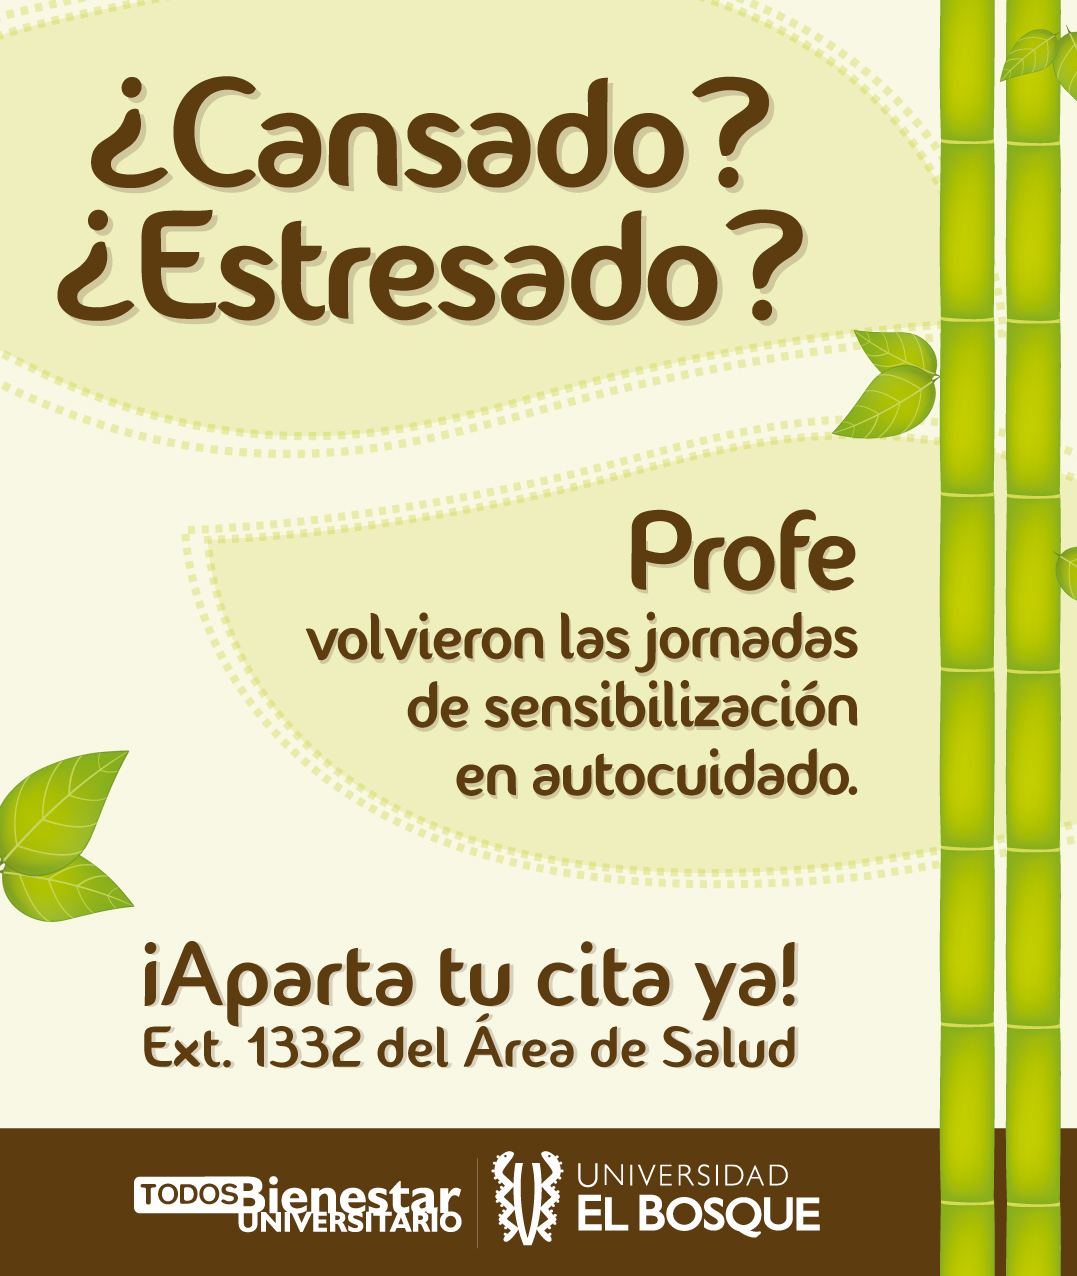 ¿Cansado?
¿Estresado?
Profe
volvieron las jornadas
de sensibilización
en autocuidado.
¡Aparta tu cita ya!
Ext. 1332 del Área de Salud
TODOS Bienestar
UNIVERSITARIO
UNIVERSIDAD
EL BOSQUE